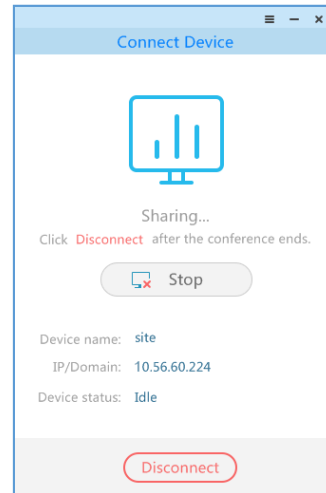 Connect Device
Sharing...
Click Disconnect after the conference ends.
Stop
Device name: site
IP/Domain: 10.56.60.224
Device status: Idle
Disconnect